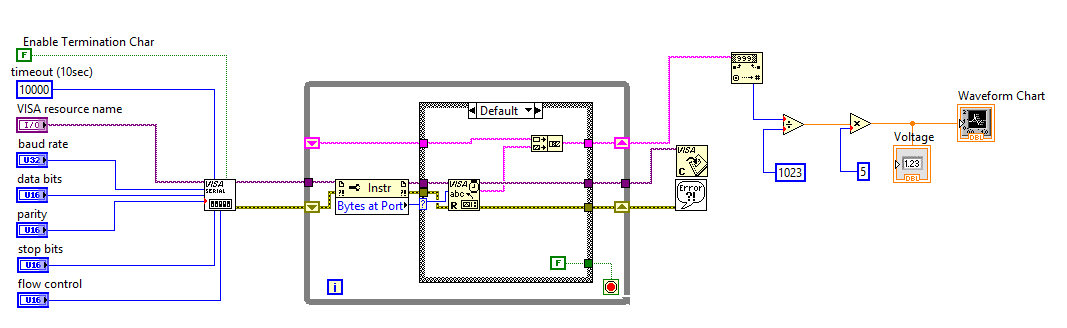 Enable Termination Char
F
timeout (10sec)
10000
VISA resource name
I/O
baud rate
U32
data bits
U16
parity
U16
stop bits
U16
flow control
U16
VISA
SERIAL
Instr
Bytes at Port
?
Default
VISA
abc
R
F
i
VISA
C
Error
?!
999
1023
5
Waveform Chart
DBL
Voltage
1.23
DBL